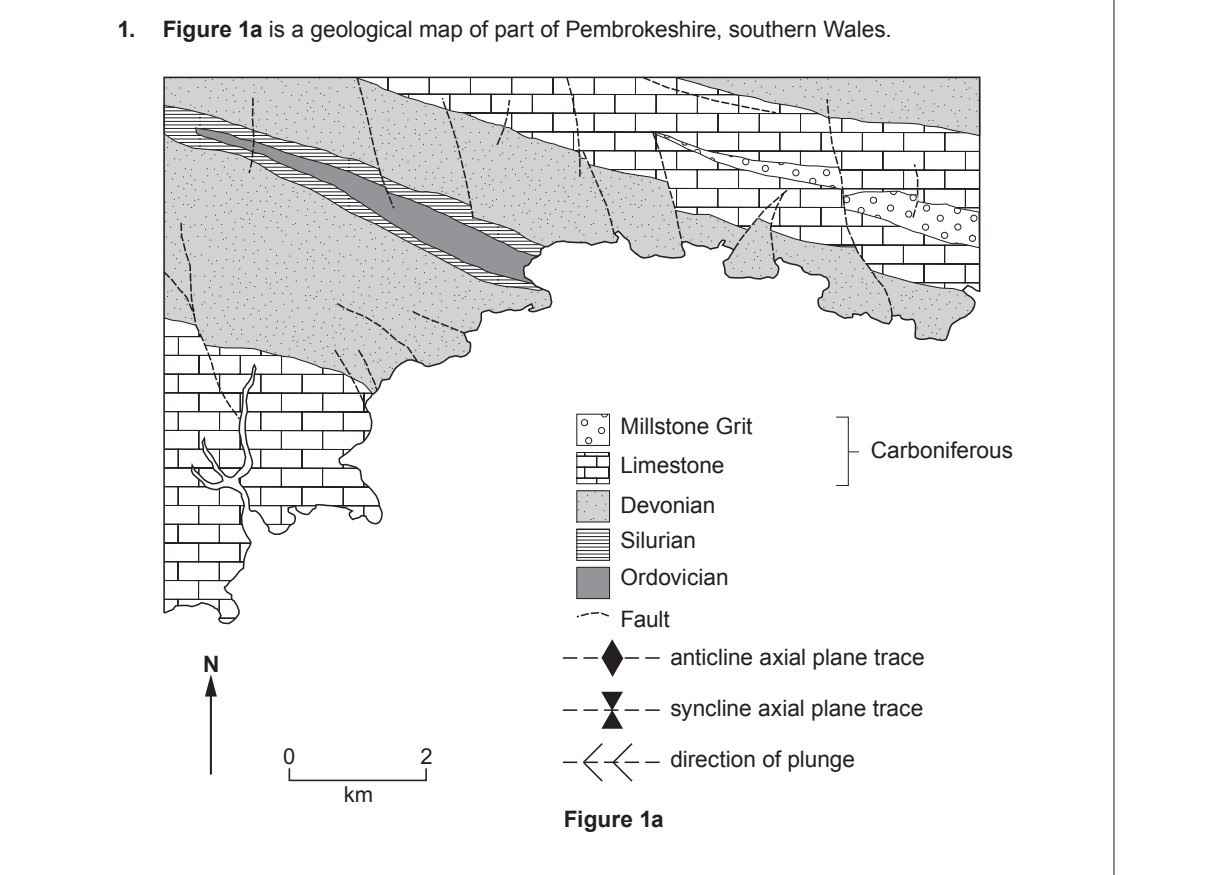 1. Figure 1a is a geological map of part of Pembrokeshire, southern Wales.
Millstone Grit
Limestone
Carboniferous
Devonian
Silurian
Ordovician
Fault
anticline axial plane trace
syncline axial plane trace
direction of plunge
N
0 2
km
Figure 1a